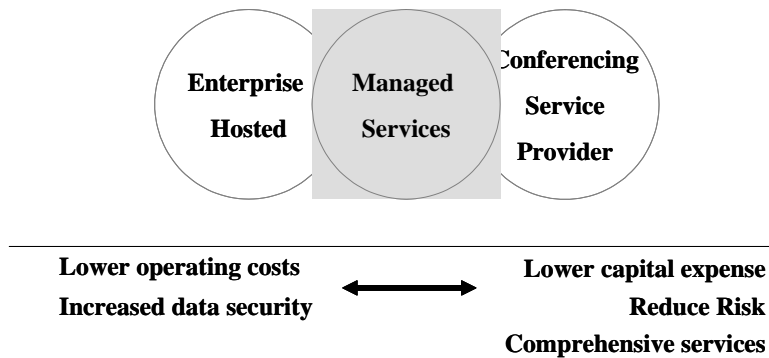 Enterprise
Hosted
Managed
Services
Conferencing
Service
Provider
Lower operating costs
Increased data security
Lower capital expense
Reduce Risk
Comprehensive services